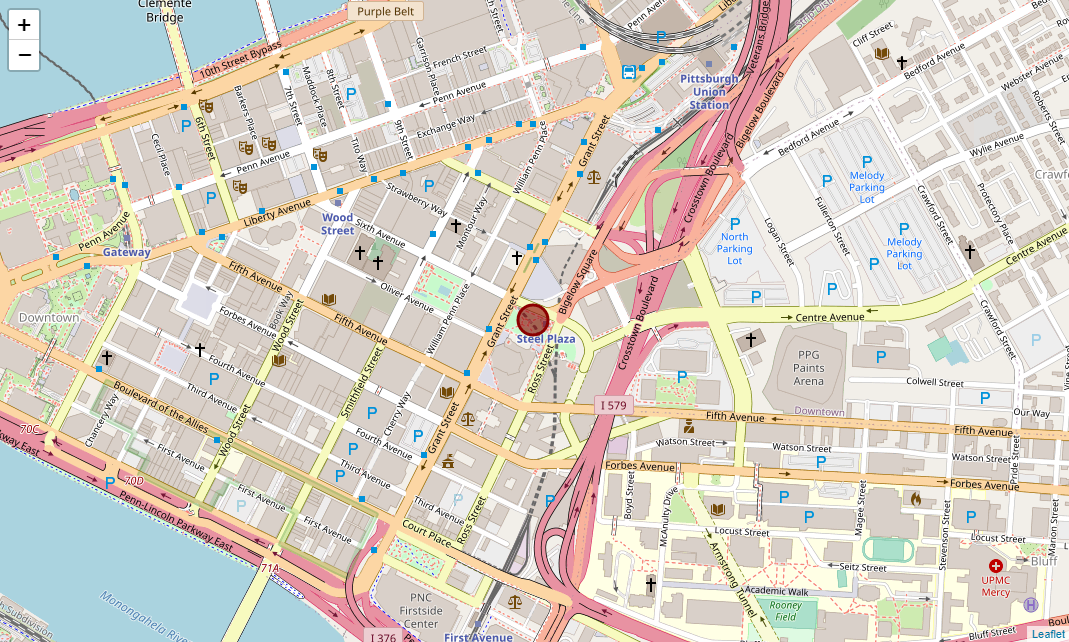 +
−
Clemente
Bridge
Purple Belt
Penn Avenue
Veterans Bridge
Cliff Street
Bedford Avenue
Webster Avenue
Roberts Street
10th Street Bypass
French Street
Garrison Place
8th Street
Maddock Place
7th Street
Barkers Place
6th Street
Cecil Place
Penn Avenue
Exchange Way
9th Street
Tito Way
Penn Avenue
Pittsburgh
Union
Station
Bigelow Boulevard
Bedford Avenue
Wylie Avenue
Grant Street
William Penn Place
Strawberry Way
Liberty Avenue
Wood
Street
Sixth Avenue
Montour Way
Penn Avenue
Gateway
Crosstown Boulevard
Melody
Parking
Lot
Fullerton Street
Logan Street
North
Parking
Lot
Melody
Parking
Lot
Crawford Street
Protectory Place
Centre Avenue
Fifth Avenue
Oliver Avenue
William Penn Place
Bigelow Square
Crosstown Boulevard
Downtown
Forbes Avenue
Book Way
Wood Street
Fifth Avenue
Grant Street
Steel Plaza
Ross Street
Centre Avenue
Crawford Street
PPG
Paints
Arena
Downtown
Colwell Street
Our Way
Fourth Avenue
Third Avenue
Smithfield Street
Boulevard of the Allies
Chancery Way
Wood Street
Cherry Way
Grant Street
I 579
Fifth Avenue
Fifth Avenue
Watson Street
Watson Street
Watson Street
Forbes Avenue
Forbes Avenue
Pride Street
70C
First Avenue
Fourth Avenue
Third Avenue
70D
Penn-Lincoln Parkway East
First Avenue
First Avenue
Third Avenue
Court Place
Ross Street
Boyd Street
McAnulty Drive
Magee Street
Locust Street
Locust Street
Stevenson Street
Marion Street
Bluff
Seitz Street
Armstrong Tunnel
Academic Walk
Rooney
Field
UPMC
Mercy
71A
PNC
Firstside
Center
First Avenue
I 376
Bluff Street
Leaflet